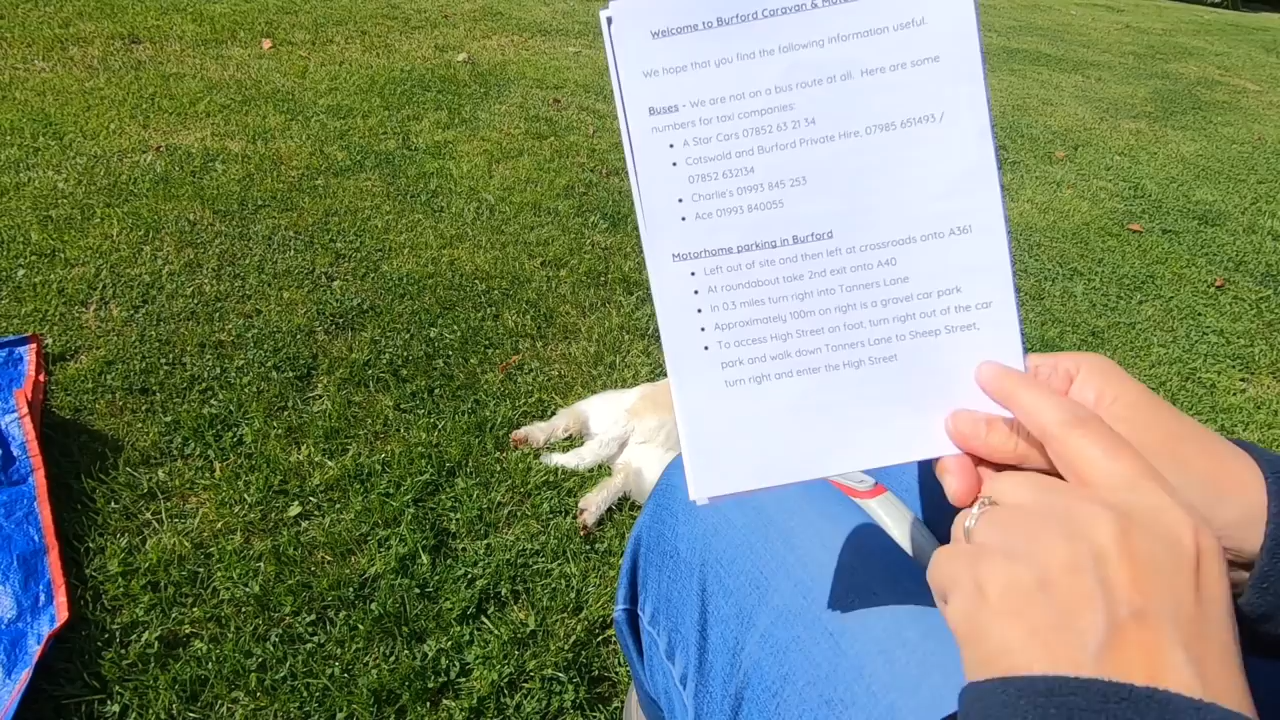 Welcome to Burford Caravan &
We hope that you find the following information useful.
Buses - We are not on a bus route at all. Here are some
numbers for taxi companies:
• A Star Cars 07852 63 21 34
• Cotswold and Burford Private Hire, 07985 651493 /
07852 632134
• Charlie's 01993 845 253
• Ace 01993 840055
Motorhome parking in Burford
• Left out of site and then left at crossroads onto A361
• At roundabout take 2nd exit onto A40
• In 0.3 miles turn right into Tanners Lane
• Approximately 100m on right is a gravel car park
• To access High Street on foot, turn right out of the car
park and walk down Tanners Lane to Sheep Street,
turn right and enter the High Street